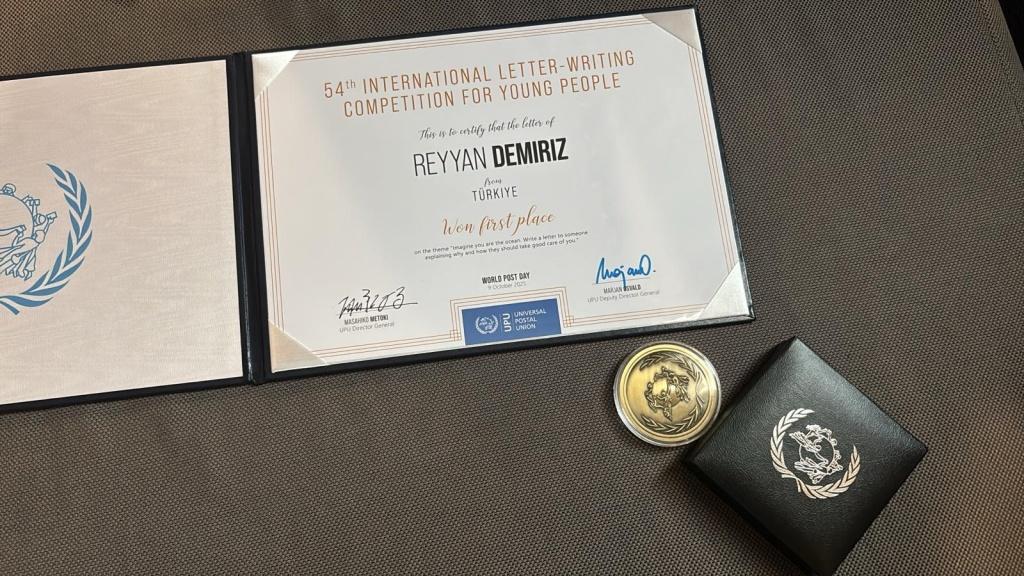 54th INTERNATIONAL LETTER-WRITING
COMPETITION FOR YOUNG PEOPLE
This is to certify that the letter of
REYYAN DEMIRIZ
from
TÜRKIYE
Won first place
on the theme "Imagine you are the ocean. Write a letter to someone
explaining why and how they should take good care of you."
WORLD POST DAY
9 October 2025
MASAHIKO METOKI
UPU Director General
MARJAN OSVALD
UPU Deputy Director General
UPU
UNIVERSAL
POSTAL
UNION